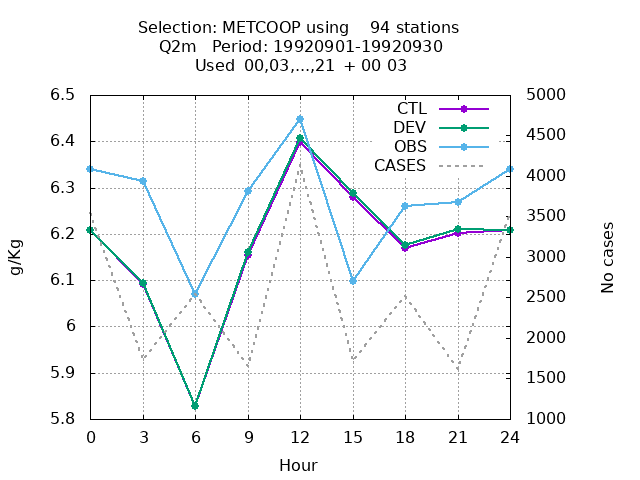 Selection: METCOOP using    94 stations
Q2m   Period: 19920901-19920930
Used  00,03,...,21  + 00 03
6.5
6.4
6.3
6.2
6.1
6
5.9
5.8
g/Kg
CTL
DEV
OBS
CASES
5000
4500
4000
3500
3000
2500
2000
1500
1000
No cases
0 3 6 9 12 15 18 21 24
Hour